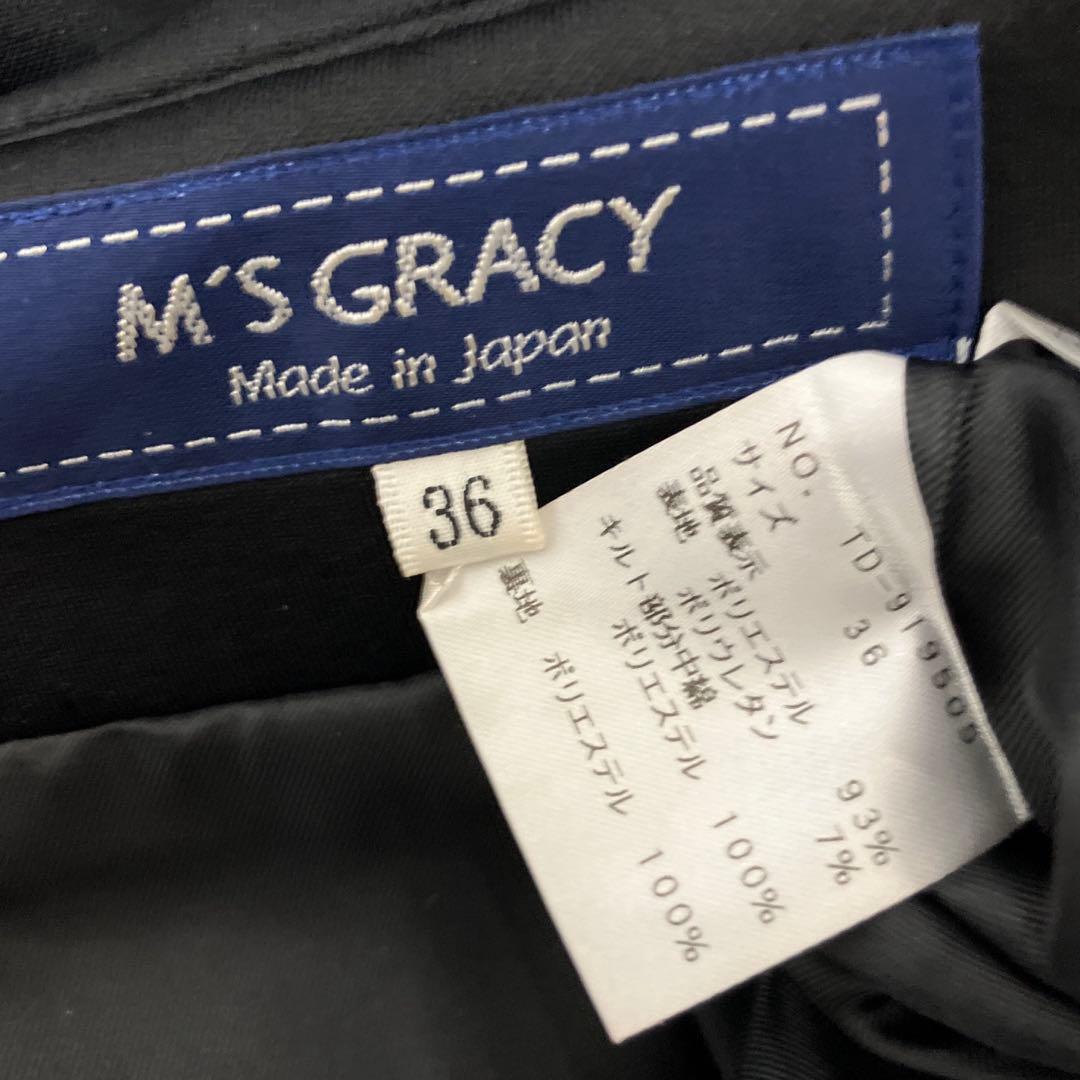 M'S GRACY
Made in Japan
36
NO. TD-919505
サイズ 36
品質表示
表地 ポリエステル 93%
ポリウレタン 7%
キルト部分中綿
ポリエステル 100%
裏地 ポリエステル 100%